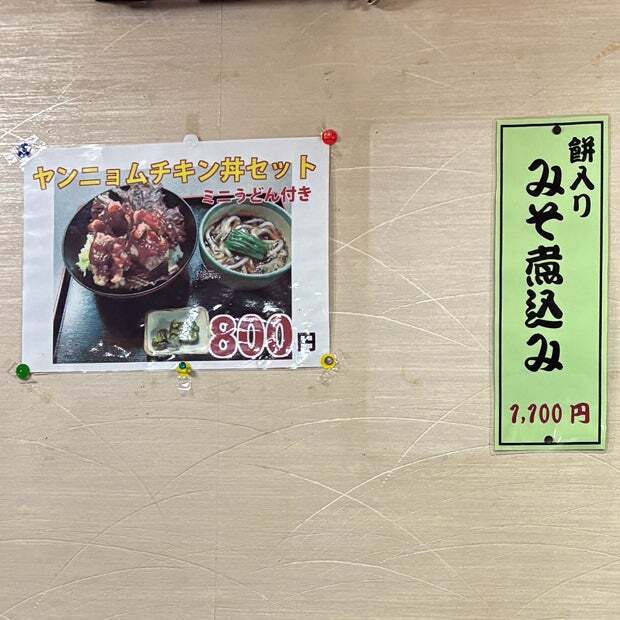 ヤンニョムチキン丼セット
ミニうどん付き
800円
餅入り
みそ煮込み
1,100円